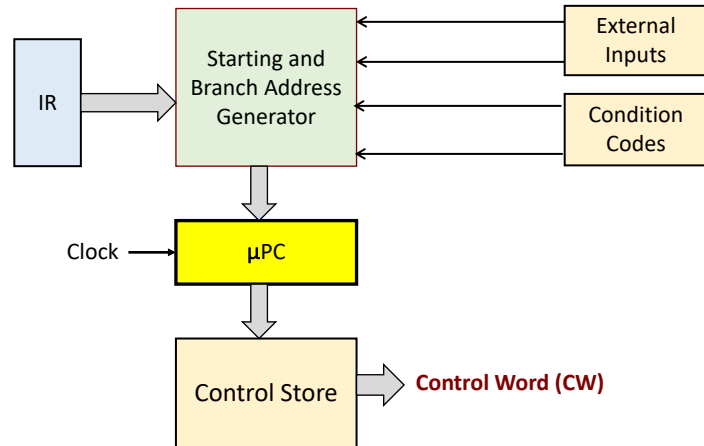 IR
Starting and
Branch Address
Generator
External
Inputs
Condition
Codes
Clock
µPC
Control Store
Control Word (CW)